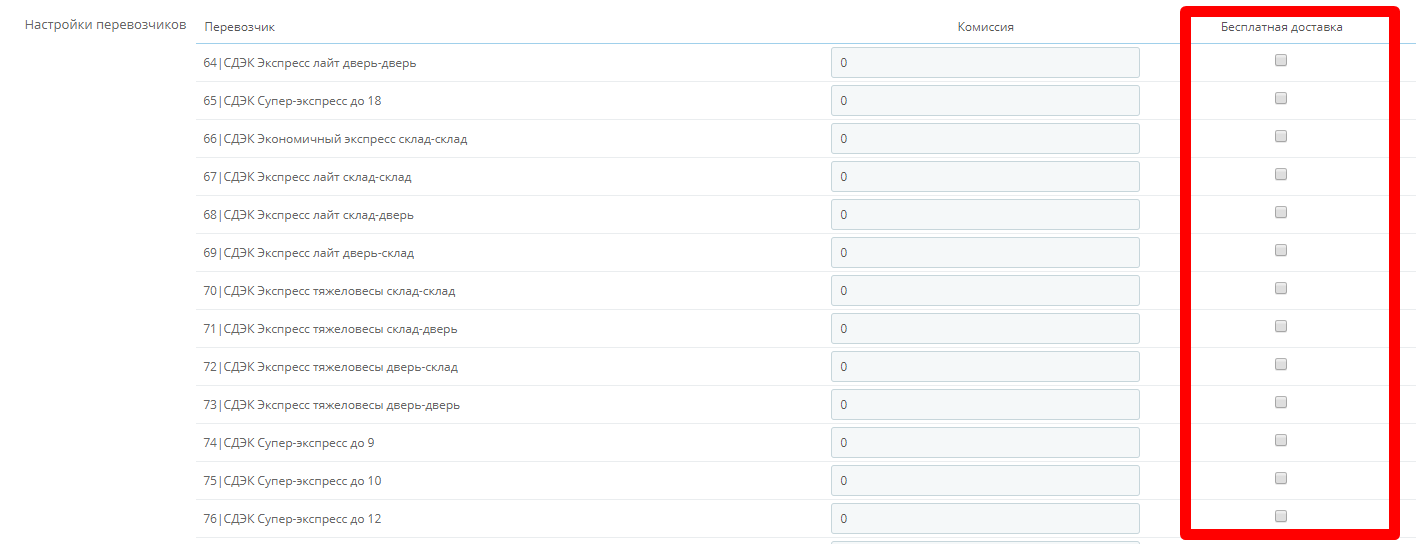 Настройки перевозчиков Перевозчик Комиссия Бесплатная доставка
64|СДЭК Экспресс лайт дверь-дверь 0
65|СДЭК Супер-экспресс до 18 0
66|СДЭК Экономичный экспресс склад-склад 0
67|СДЭК Экспресс лайт склад-склад 0
68|СДЭК Экспресс лайт склад-дверь 0
69|СДЭК Экспресс лайт дверь-склад 0
70|СДЭК Экспресс тяжеловесы склад-склад 0
71|СДЭК Экспресс тяжеловесы склад-дверь 0
72|СДЭК Экспресс тяжеловесы дверь-склад 0
73|СДЭК Экспресс тяжеловесы дверь-дверь 0
74|СДЭК Супер-экспресс до 9 0
75|СДЭК Супер-экспресс до 10 0
76|СДЭК Супер-экспресс до 12 0